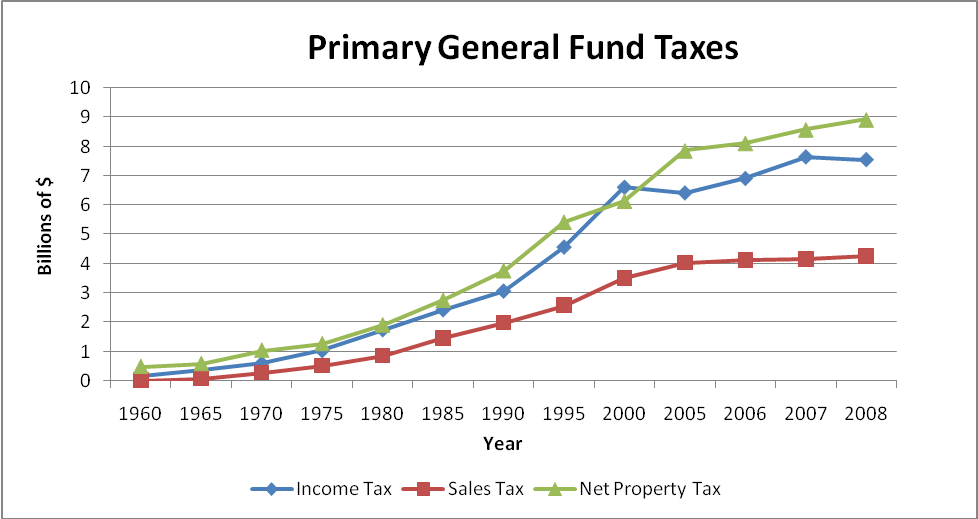 Primary General Fund Taxes
10
9
8
7
6
5
4
3
2
1
0
Billions of $
1960 1965 1970 1975 1980 1985 1990 1995 2000 2005 2006 2007 2008
Year
Income Tax Sales Tax Net Property Tax